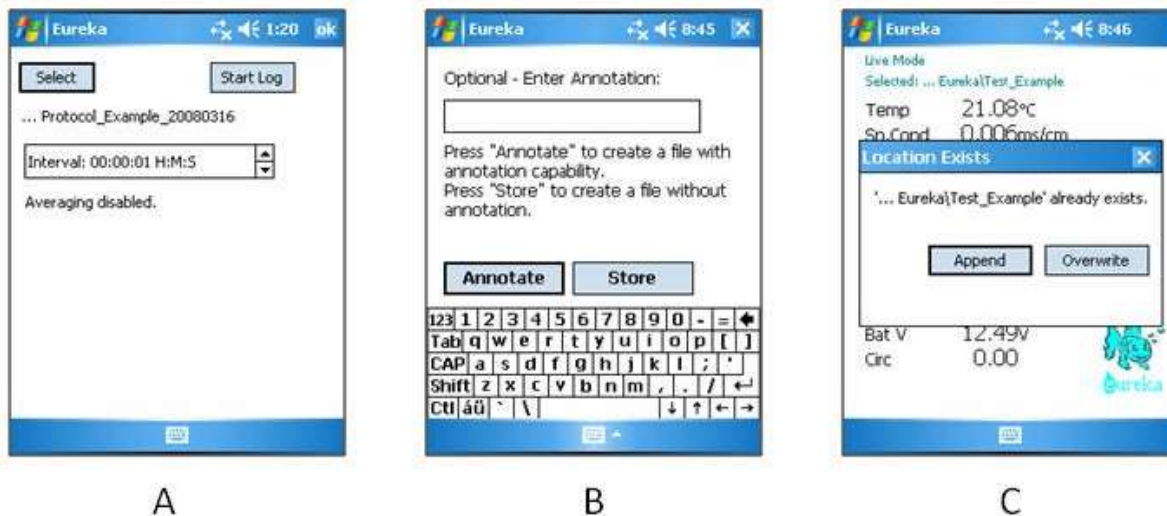 Eureka 1:20 ok
Select Start Log
... Protocol_Example_20080316
Interval: 00:00:01 H:M:S
Averaging disabled.
A
Eureka 8:45
Optional - Enter Annotation:
Press "Annotate" to create a file with
annotation capability.
Press "Store" to create a file without
annotation.
Annotate Store
123 1 2 3 4 5 6 7 8 9 0 - =
Tab q w e r t y u i o p [ ]
CAP a s d f g h j k l ; '
Shift z x c v b n m , . /
Ctl áü ` \
B
Eureka 8:46
Live Mode
Selected: ... Eureka\Test_Example
Temp 21.08°C
Sp.Cond 0.006ms/cm
Location Exists
'... Eureka\Test_Example' already exists.
Append Overwrite
Bat V 12.49V
Circ 0.00
Eureka
C